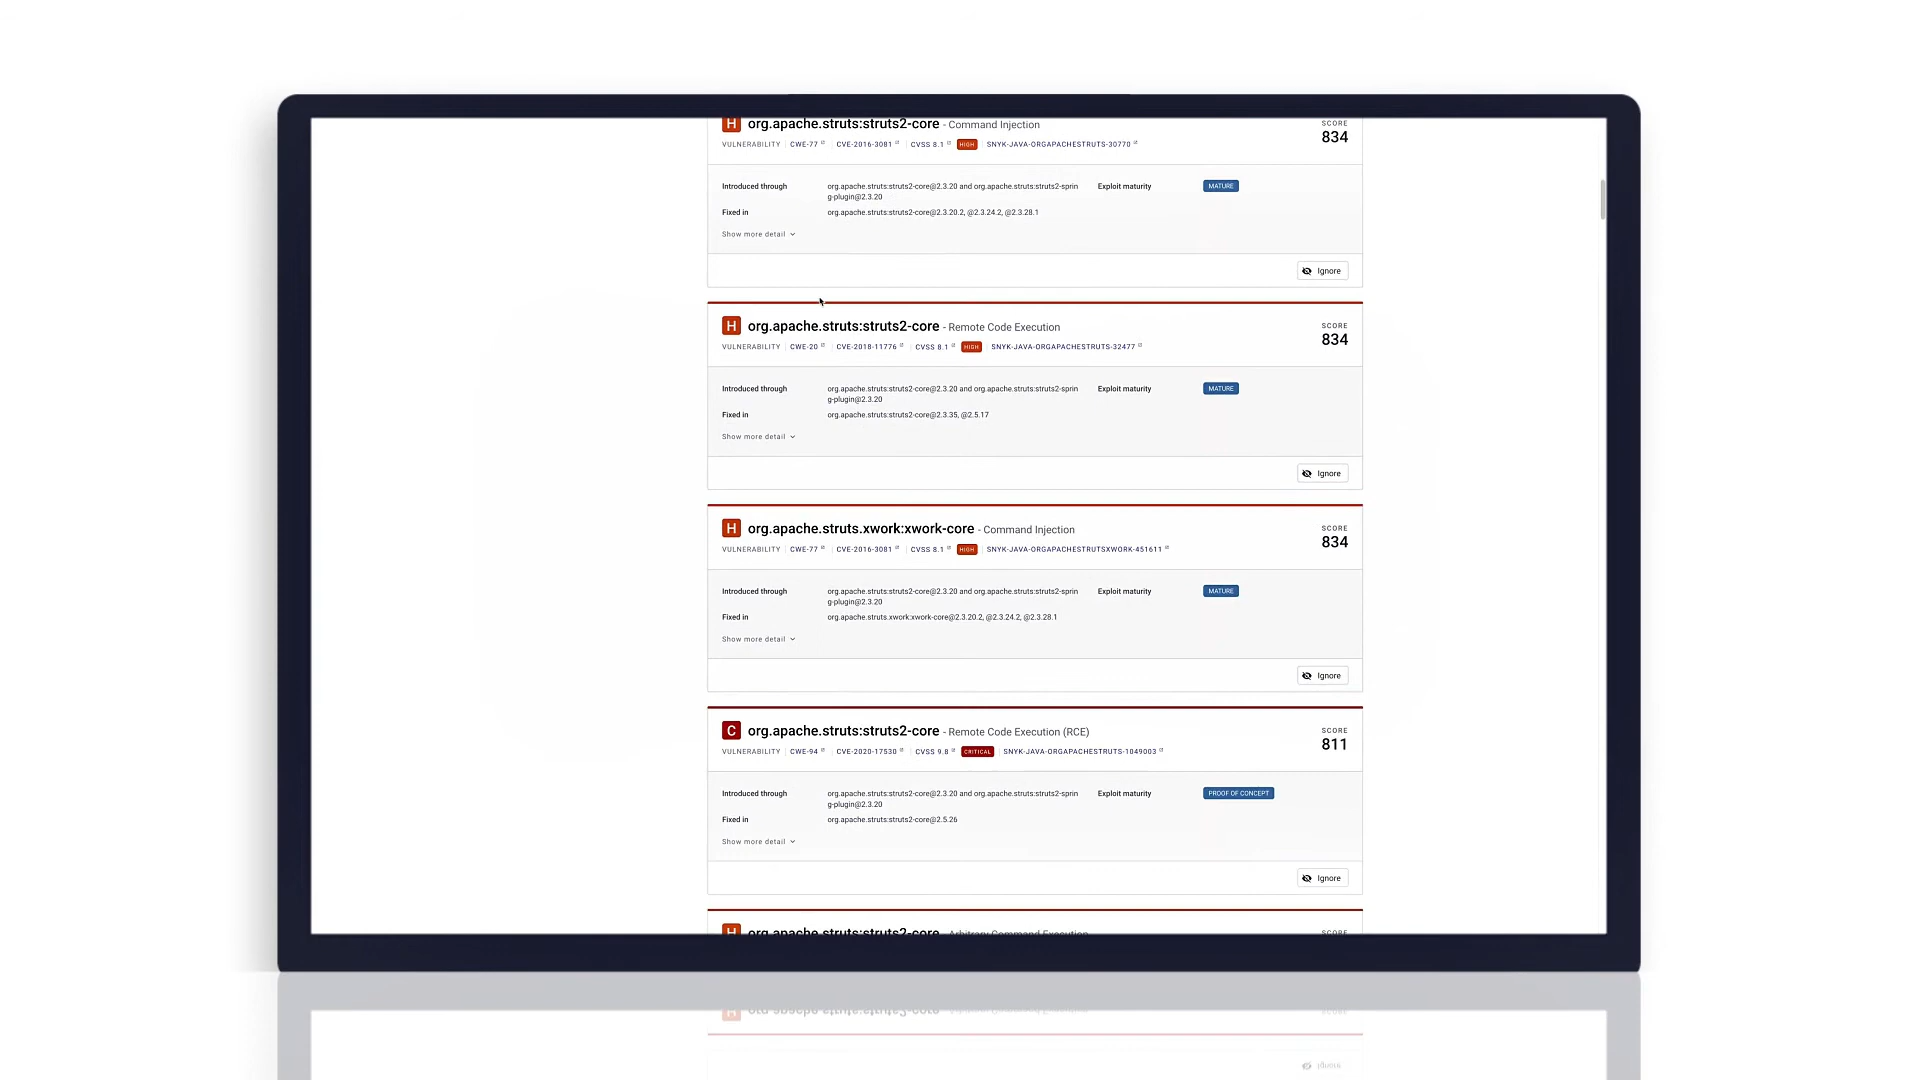 H org.apache.struts:struts2-core - Command Injection
SCORE
834
VULNERABILITY CWE-77 CVE-2016-3081 CVSS 8.1 HIGH SNYK-JAVA-ORGAPACHESTRUTS-30770
Introduced through org.apache.struts:struts2-core@2.3.20 and org.apache.struts:struts2-sprin Exploit maturity MATURE
g-plugin@2.3.20
Fixed in org.apache.struts:struts2-core@2.3.20.2, @2.3.24.2, @2.3.28.1
Show more detail
Ignore
H org.apache.struts:struts2-core - Remote Code Execution
SCORE
834
VULNERABILITY CWE-20 CVE-2018-11776 CVSS 8.1 HIGH SNYK-JAVA-ORGAPACHESTRUTS-32477
Introduced through org.apache.struts:struts2-core@2.3.20 and org.apache.struts:struts2-sprin Exploit maturity MATURE
g-plugin@2.3.20
Fixed in org.apache.struts:struts2-core@2.3.35, @2.5.17
Show more detail
Ignore
H org.apache.struts.xwork:xwork-core - Command Injection
SCORE
834
VULNERABILITY CWE-77 CVE-2016-3081 CVSS 8.1 HIGH SNYK-JAVA-ORGAPACHESTRUTSXWORK-451611
Introduced through org.apache.struts:struts2-core@2.3.20 and org.apache.struts:struts2-sprin Exploit maturity MATURE
g-plugin@2.3.20
Fixed in org.apache.struts.xwork:xwork-core@2.3.20.2, @2.3.24.2, @2.3.28.1
Show more detail
Ignore
C org.apache.struts:struts2-core - Remote Code Execution (RCE)
SCORE
811
VULNERABILITY CWE-94 CVE-2020-17530 CVSS 9.8 CRITICAL SNYK-JAVA-ORGAPACHESTRUTS-1049003
Introduced through org.apache.struts:struts2-core@2.3.20 and org.apache.struts:struts2-sprin Exploit maturity PROOF OF CONCEPT
g-plugin@2.3.20
Fixed in org.apache.struts:struts2-core@2.5.26
Show more detail
Ignore
H org.apache.struts:struts2-core - Arbitrary Command Execution
SCORE